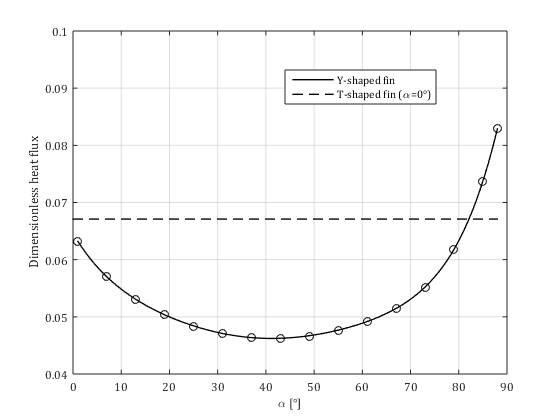 0.1
0.09
0.08
0.07
0.06
0.05
0.04
Dimensionless heat flux
Y-shaped fin
T-shaped fin (α=0°)
0 10 20 30 40 50 60 70 80 90
α [°]